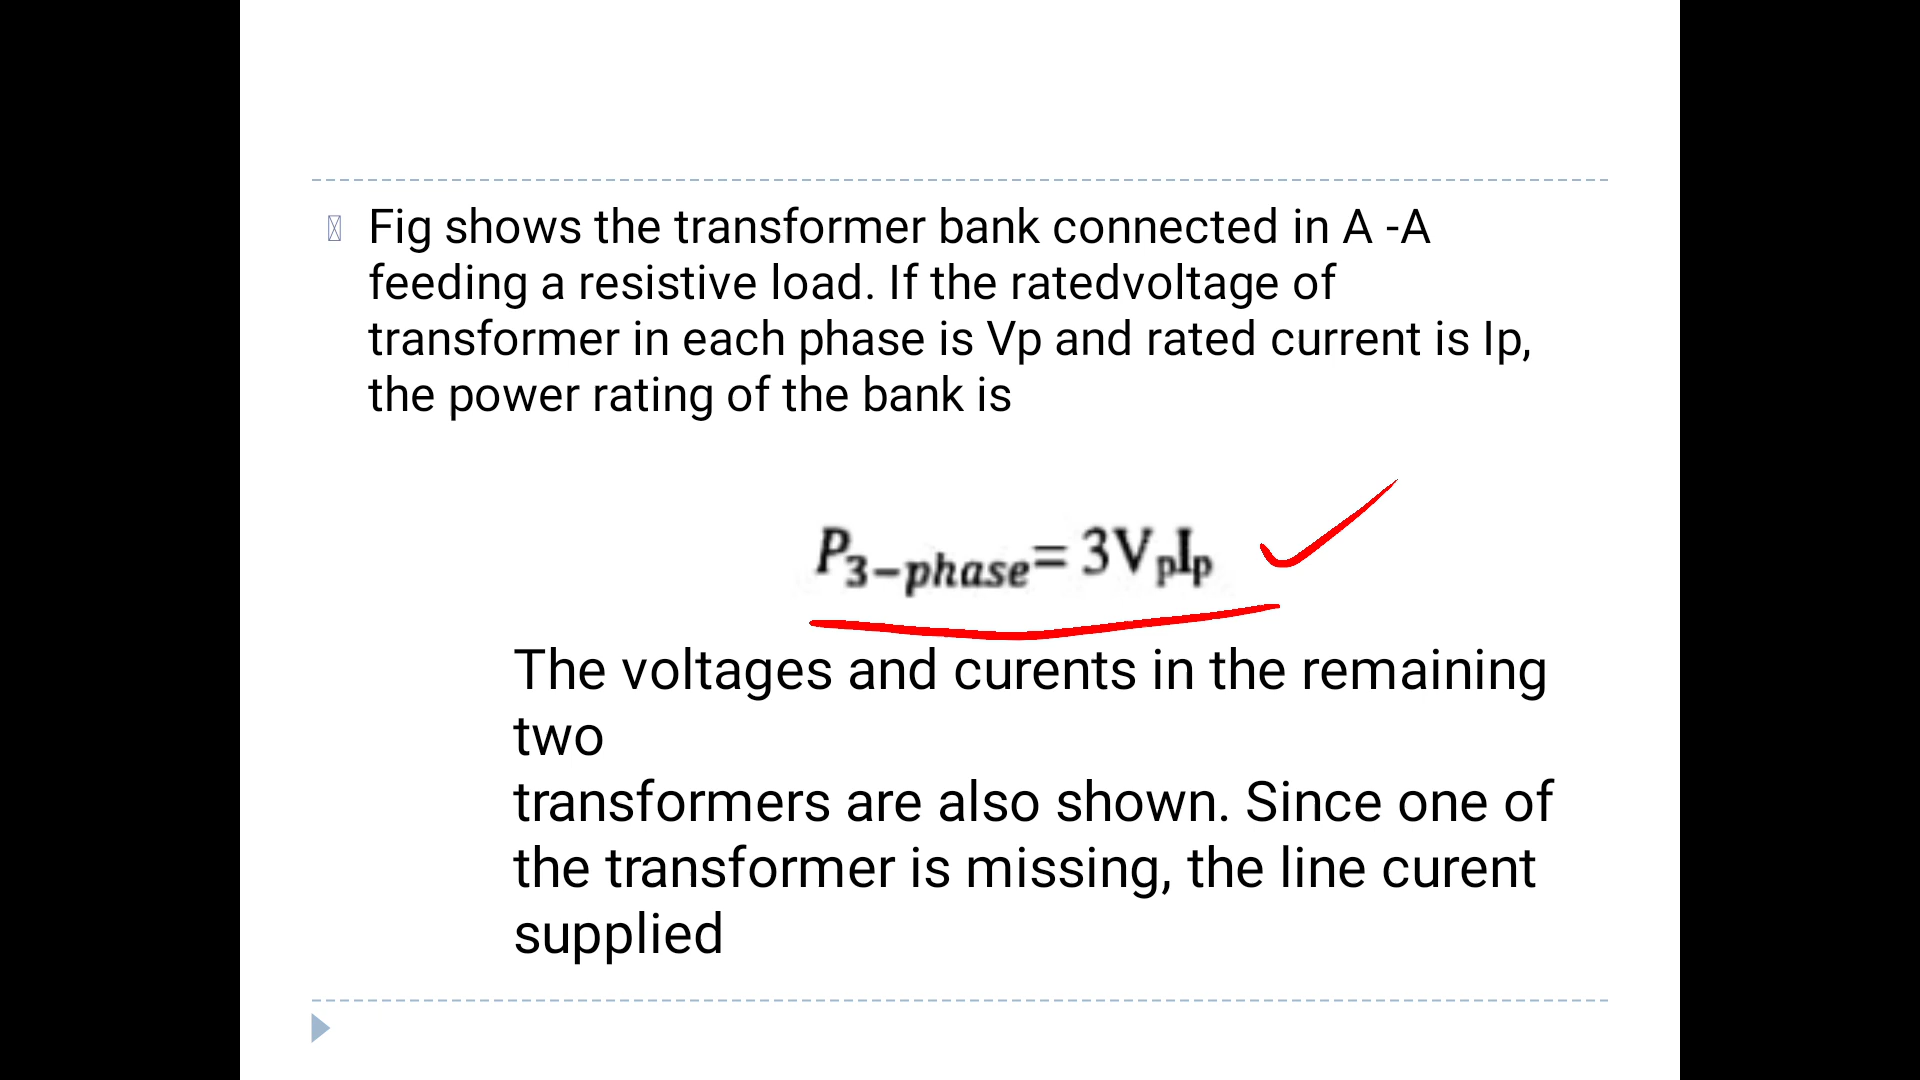 Fig shows the transformer bank connected in A -A
feeding a resistive load. If the ratedvoltage of
transformer in each phase is Vp and rated current is Ip,
the power rating of the bank is
P3-phase= 3VpIp
The voltages and curents in the remaining
two
transformers are also shown. Since one of
the transformer is missing, the line curent
supplied